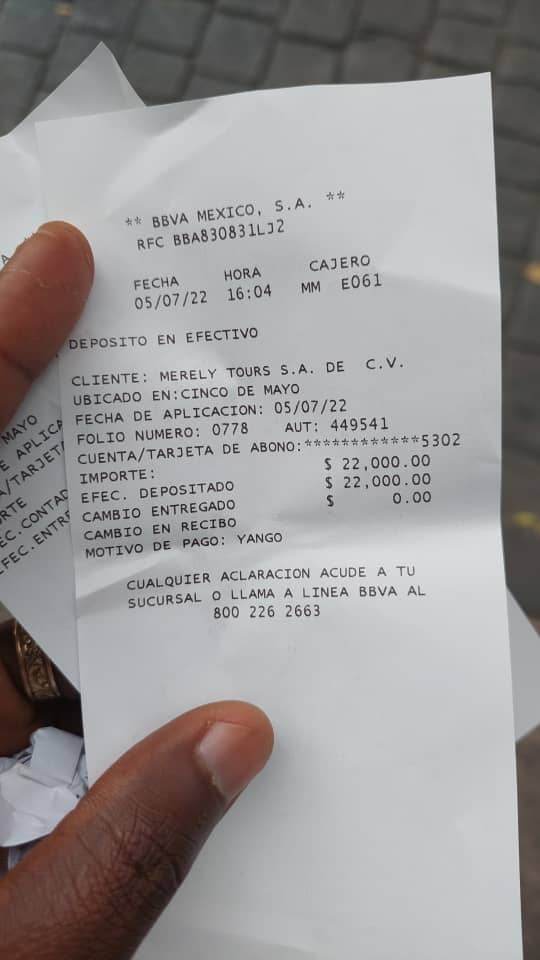 ** BBVA MEXICO, S.A. **
RFC BBA830831LJ2
FECHA HORA CAJERO
05/07/22 16:04 MM E061
DEPOSITO EN EFECTIVO
CLIENTE: MERELY TOURS S.A. DE C.V.
UBICADO EN:CINCO DE MAYO
FECHA DE APLICACION: 05/07/22
FOLIO NUMERO: 0778 AUT: 449541
CUENTA/TARJETA DE ABONO:************5302
IMPORTE: $ 22,000.00
EFEC. DEPOSITADO $ 22,000.00
CAMBIO ENTREGADO $ 0.00
CAMBIO EN RECIBO
MOTIVO DE PAGO: YANGO
CUALQUIER ACLARACION ACUDE A TU
SUCURSAL O LLAMA A LINEA BBVA AL
800 226 2663
MAYO